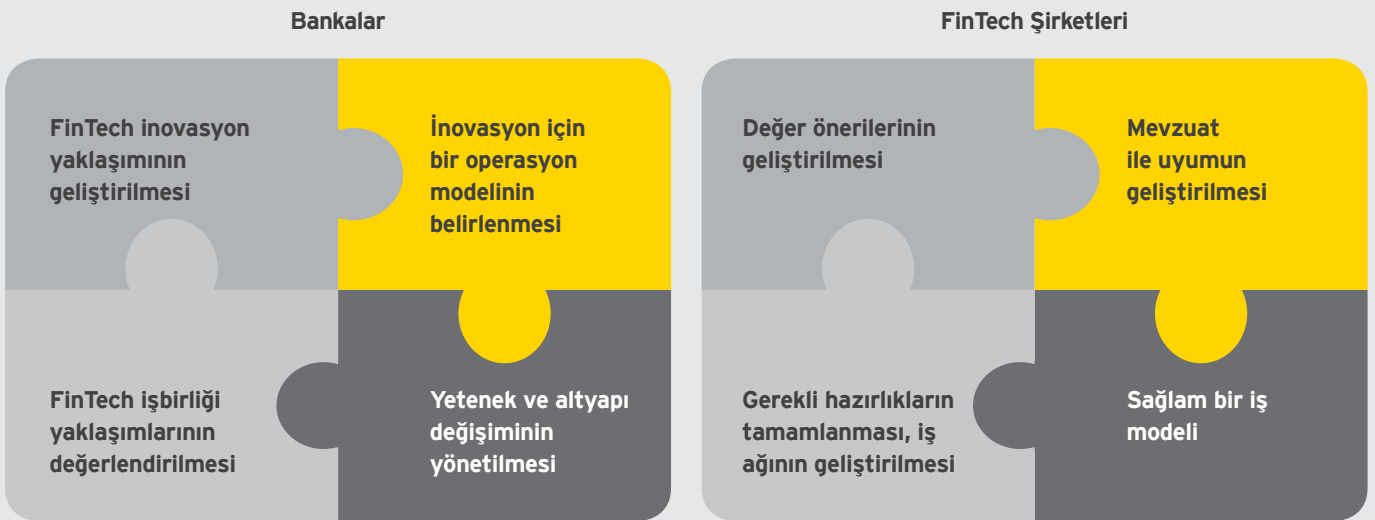 Bankalar
FinTech inovasyon
yaklaşımının
geliştirilmesi
İnovasyon için
bir operasyon
modelinin
belirlenmesi
FinTech işbirliği
yaklaşımlarının
değerlendirilmesi
Yetenek ve altyapı
değişiminin
yönetilmesi
FinTech Şirketleri
Değer önerilerinin
geliştirilmesi
Mevzuat
ile uyumun
geliştirilmesi
Gerekli hazırlıkların
tamamlanması, iş
ağının geliştirilmesi
Sağlam bir iş
modeli